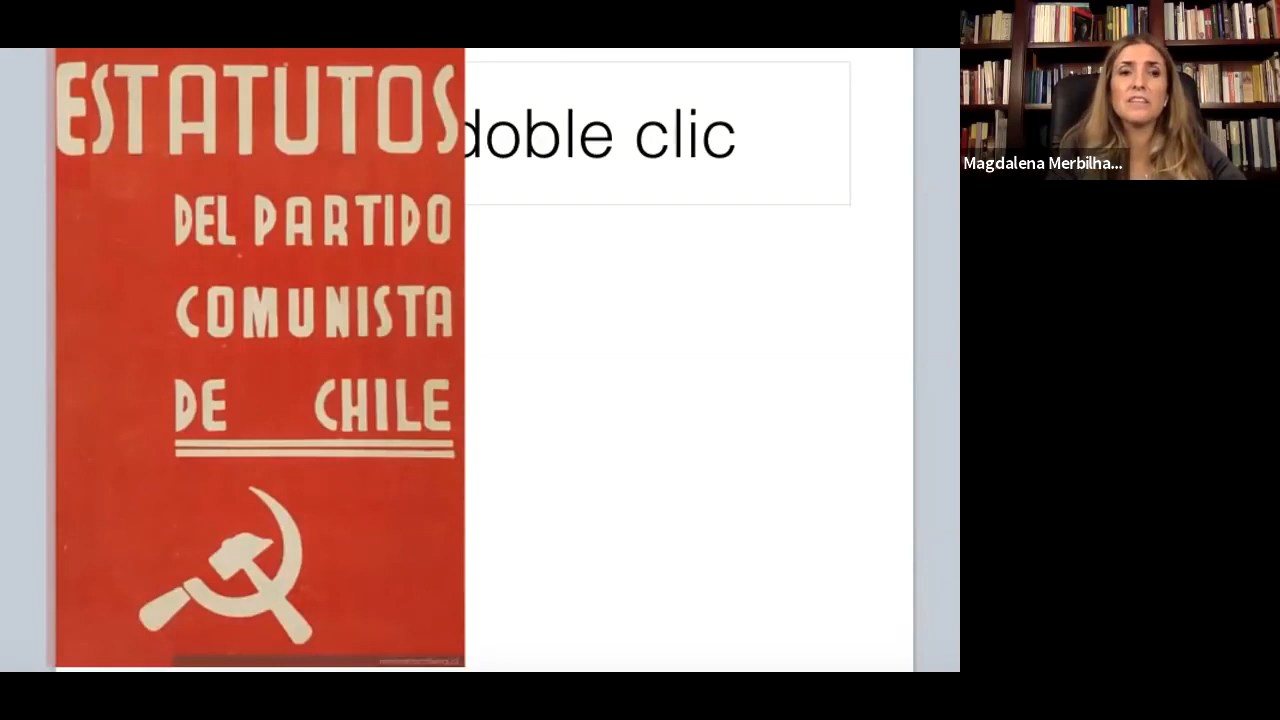 ESTATUTOS
DEL PARTIDO
COMUNISTA
DE CHILE
doble clic
Magdalena Merbilha...